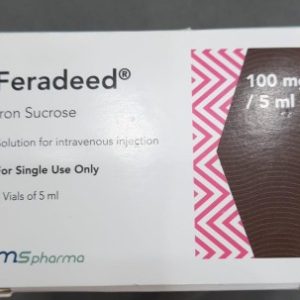 Feradeed®
ron Sucrose
Solution for intravenous injection
For Single Use Only
Vials of 5 ml
100 mg
/ 5 ml
mspharma